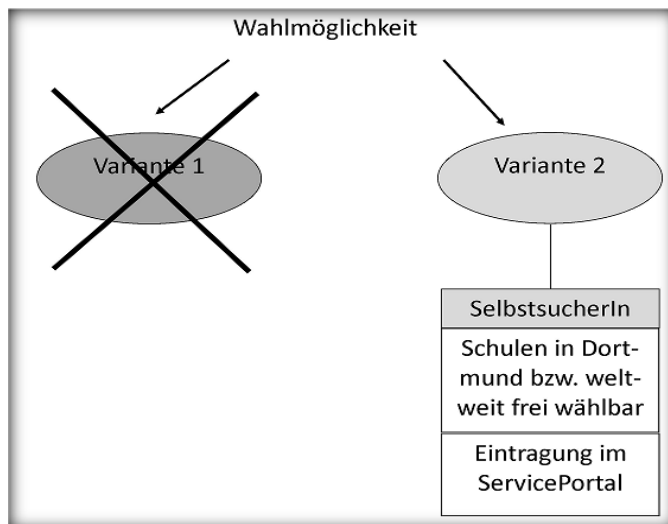 Wahlmöglichkeit
Variante 1
Variante 2
SelbstsucherIn
Schulen in Dort-
mund bzw. welt-
weit frei wählbar
Eintragung im
ServicePortal